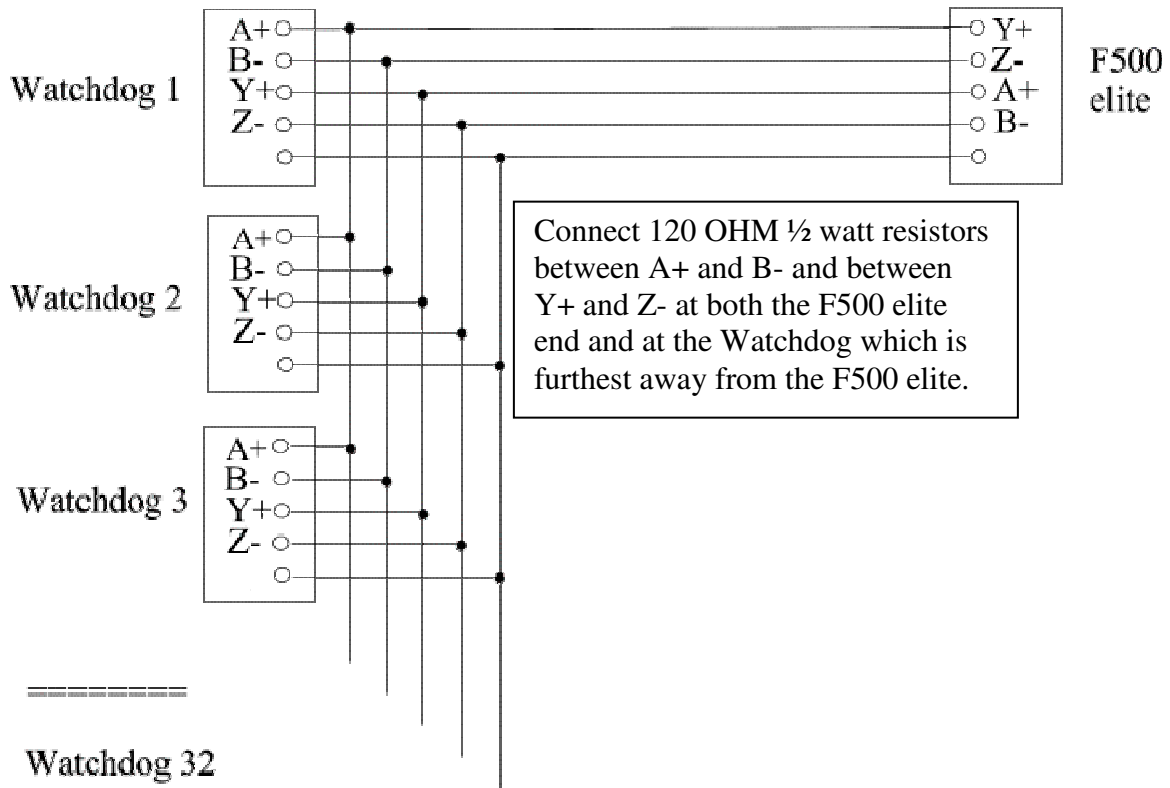 Watchdog 1
A+
B-
Y+
Z-
Y+
Z-
A+
B-
F500
elite
Watchdog 2
A+
B-
Y+
Z-
Connect 120 OHM ½ watt resistors
between A+ and B- and between
Y+ and Z- at both the F500 elite
end and at the Watchdog which is
furthest away from the F500 elite.
Watchdog 3
A+
B-
Y+
Z-
========
Watchdog 32